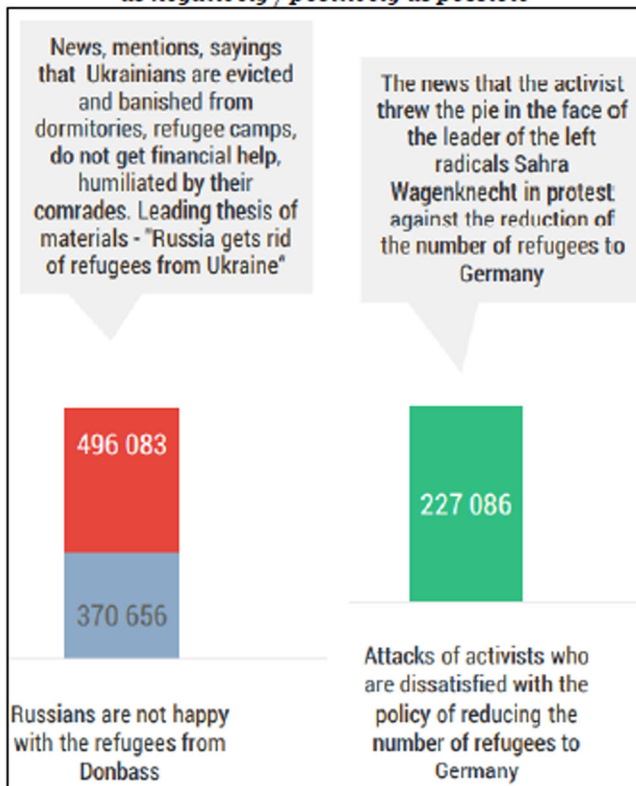 as negatively / positively as possible
News, mentions, sayings
that Ukrainians are evicted
and banished from
dormitories, refugee camps,
do not get financial help,
humiliated by their
comrades. Leading thesis of
materials - "Russia gets rid
of refugees from Ukraine"
The news that the activist
threw the pie in the face of
the leader of the left
radicals Sahra
Wagenknecht in protest
against the reduction of
the number of refugees to
Germany
496 083
370 656
227 086
Russians are not happy
with the refugees from
Donbass
Attacks of activists who
are dissatisfied with the
policy of reducing the
number of refugees to
Germany